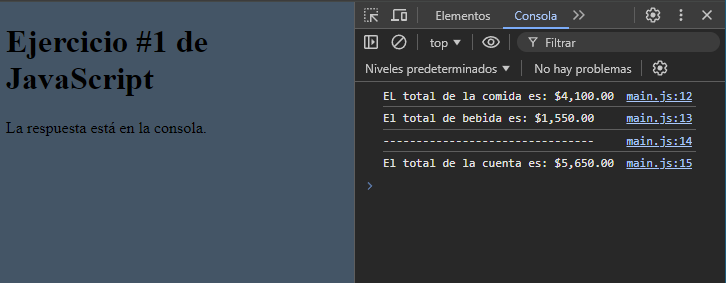 Ejercicio #1 de
JavaScript
La respuesta está en la consola.
Elementos Consola
top Filtrar
Niveles predeterminados No hay problemas
EL total de la comida es: $4,100.00 main.js:12
El total de bebida es: $1,550.00 main.js:13
-------------------------------- main.js:14
El total de la cuenta es: $5,650.00 main.js:15